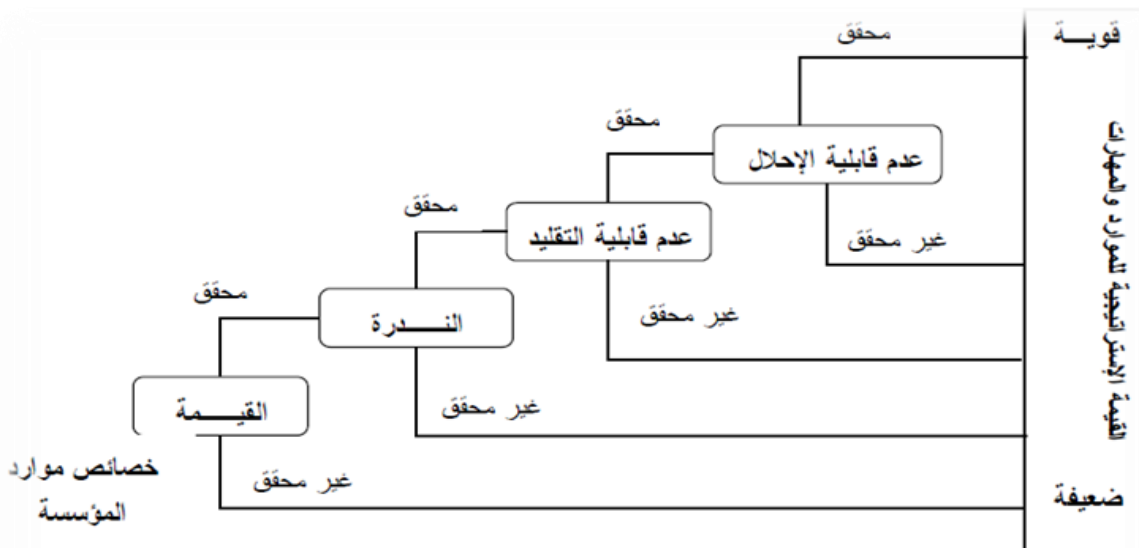 قويـــة
محقق
محقق
عدم قابلية الإحلال
محقق
عدم قابلية التقليد
غير محقق
محقق
النـــــدرة
غير محقق
القيـــــمة
غير محقق
خصائص موارد
المؤسسة
غير محقق
ضعيفة
القيمة الإستراتيجية للموارد والمهارات